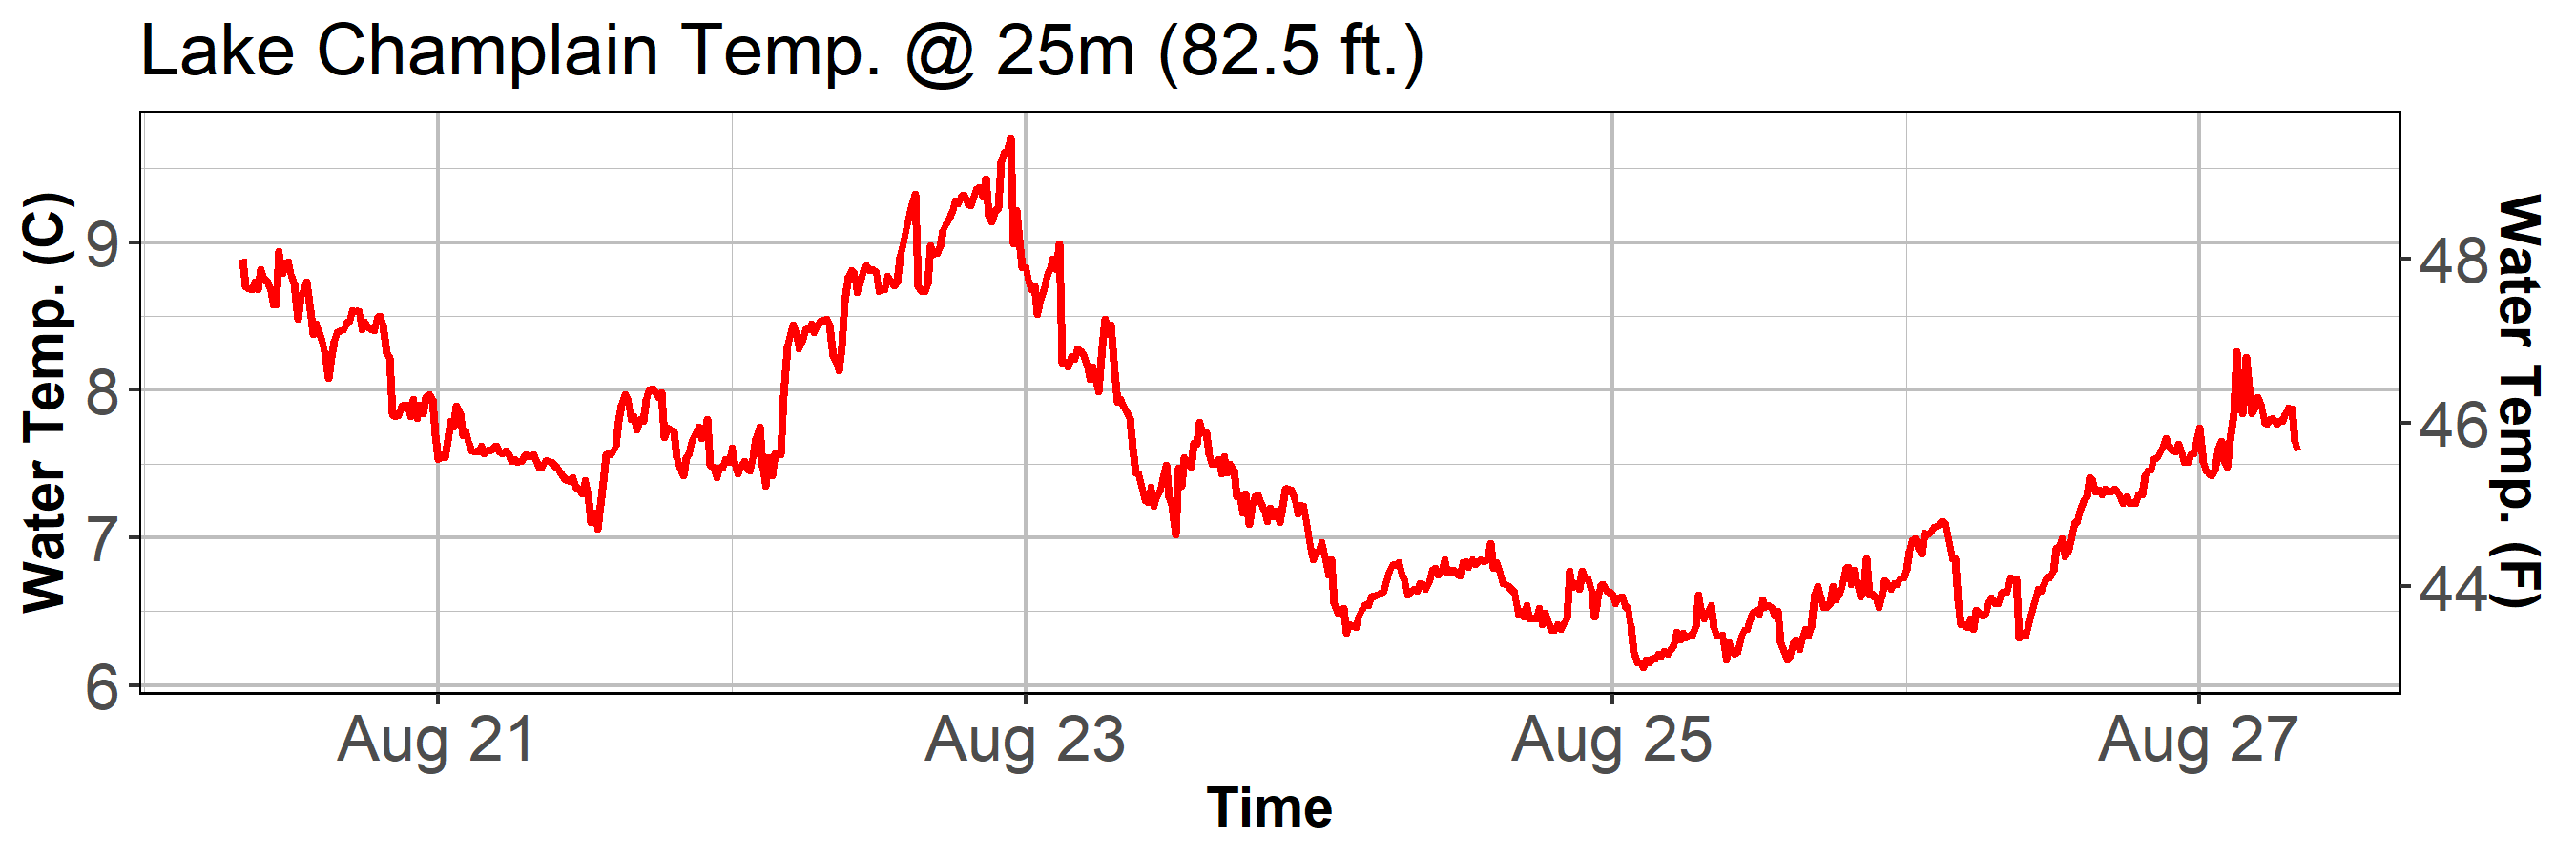 Lake Champlain Temp. @ 25m (82.5 ft.)
Water Temp. (C)
9
8
7
6
48
46
44
Water Temp. (F)
Aug 21 Aug 23 Aug 25 Aug 27
Time